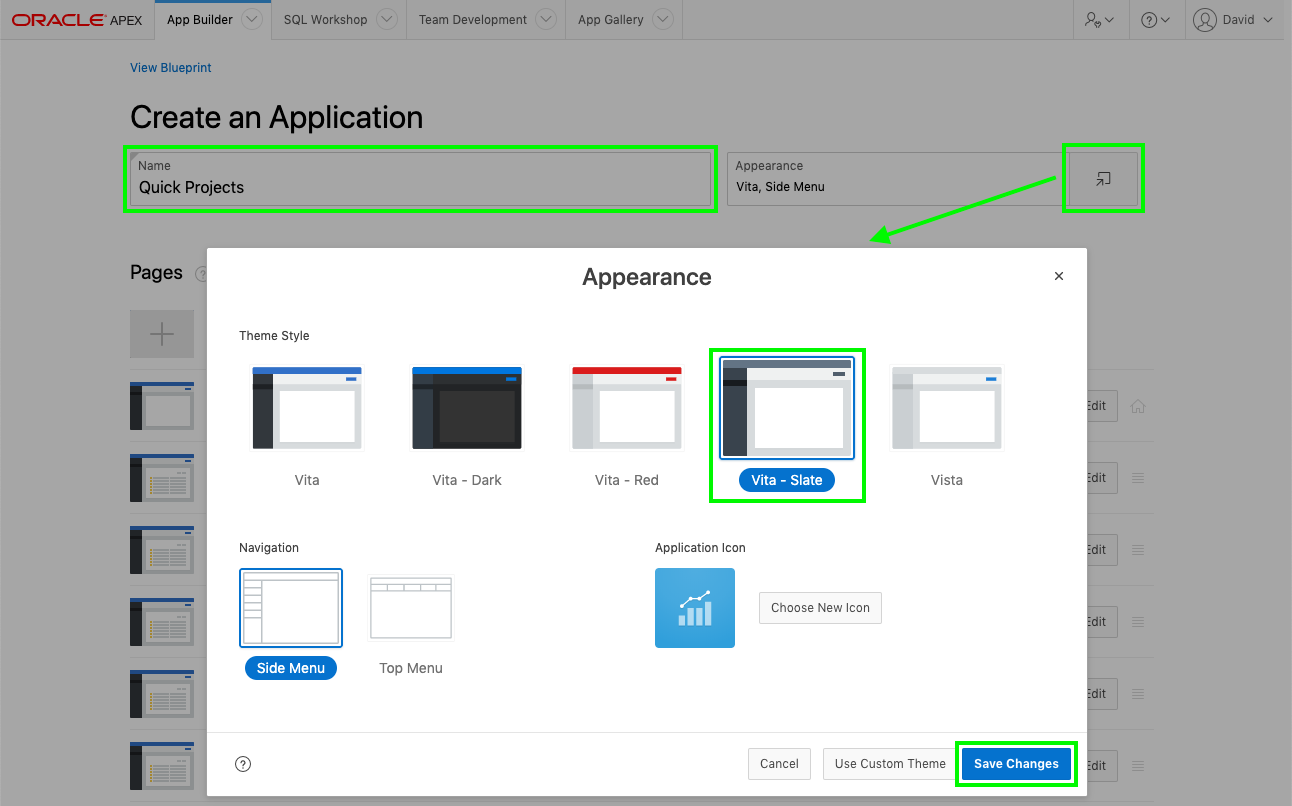 ORACLE APEX App Builder SQL Workshop Team Development App Gallery David
View Blueprint
Create an Application
Name
Quick Projects
Appearance
Vita, Side Menu
Pages ?
Appearance
Theme Style
Vita Vita - Dark Vita - Red Vita - Slate Vista
Edit
Edit
Edit
Navigation Application Icon
Choose New Icon
Edit
Side Menu Top Menu
Edit
Cancel Use Custom Theme Save Changes
Edit